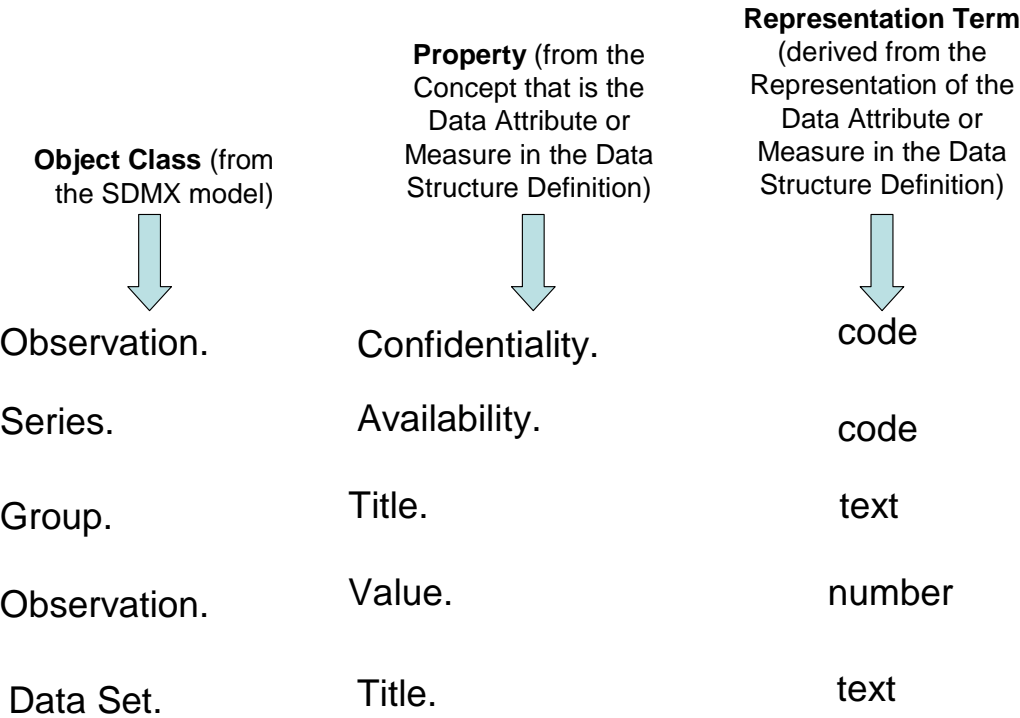 Object Class (from
the SDMX model)
Property (from the
Concept that is the
Data Attribute or
Measure in the Data
Structure Definition)
Representation Term
(derived from the
Representation of the
Data Attribute or
Measure in the Data
Structure Definition)
Observation. Confidentiality. code
Series. Availability. code
Group. Title. text
Observation. Value. number
Data Set. Title. text